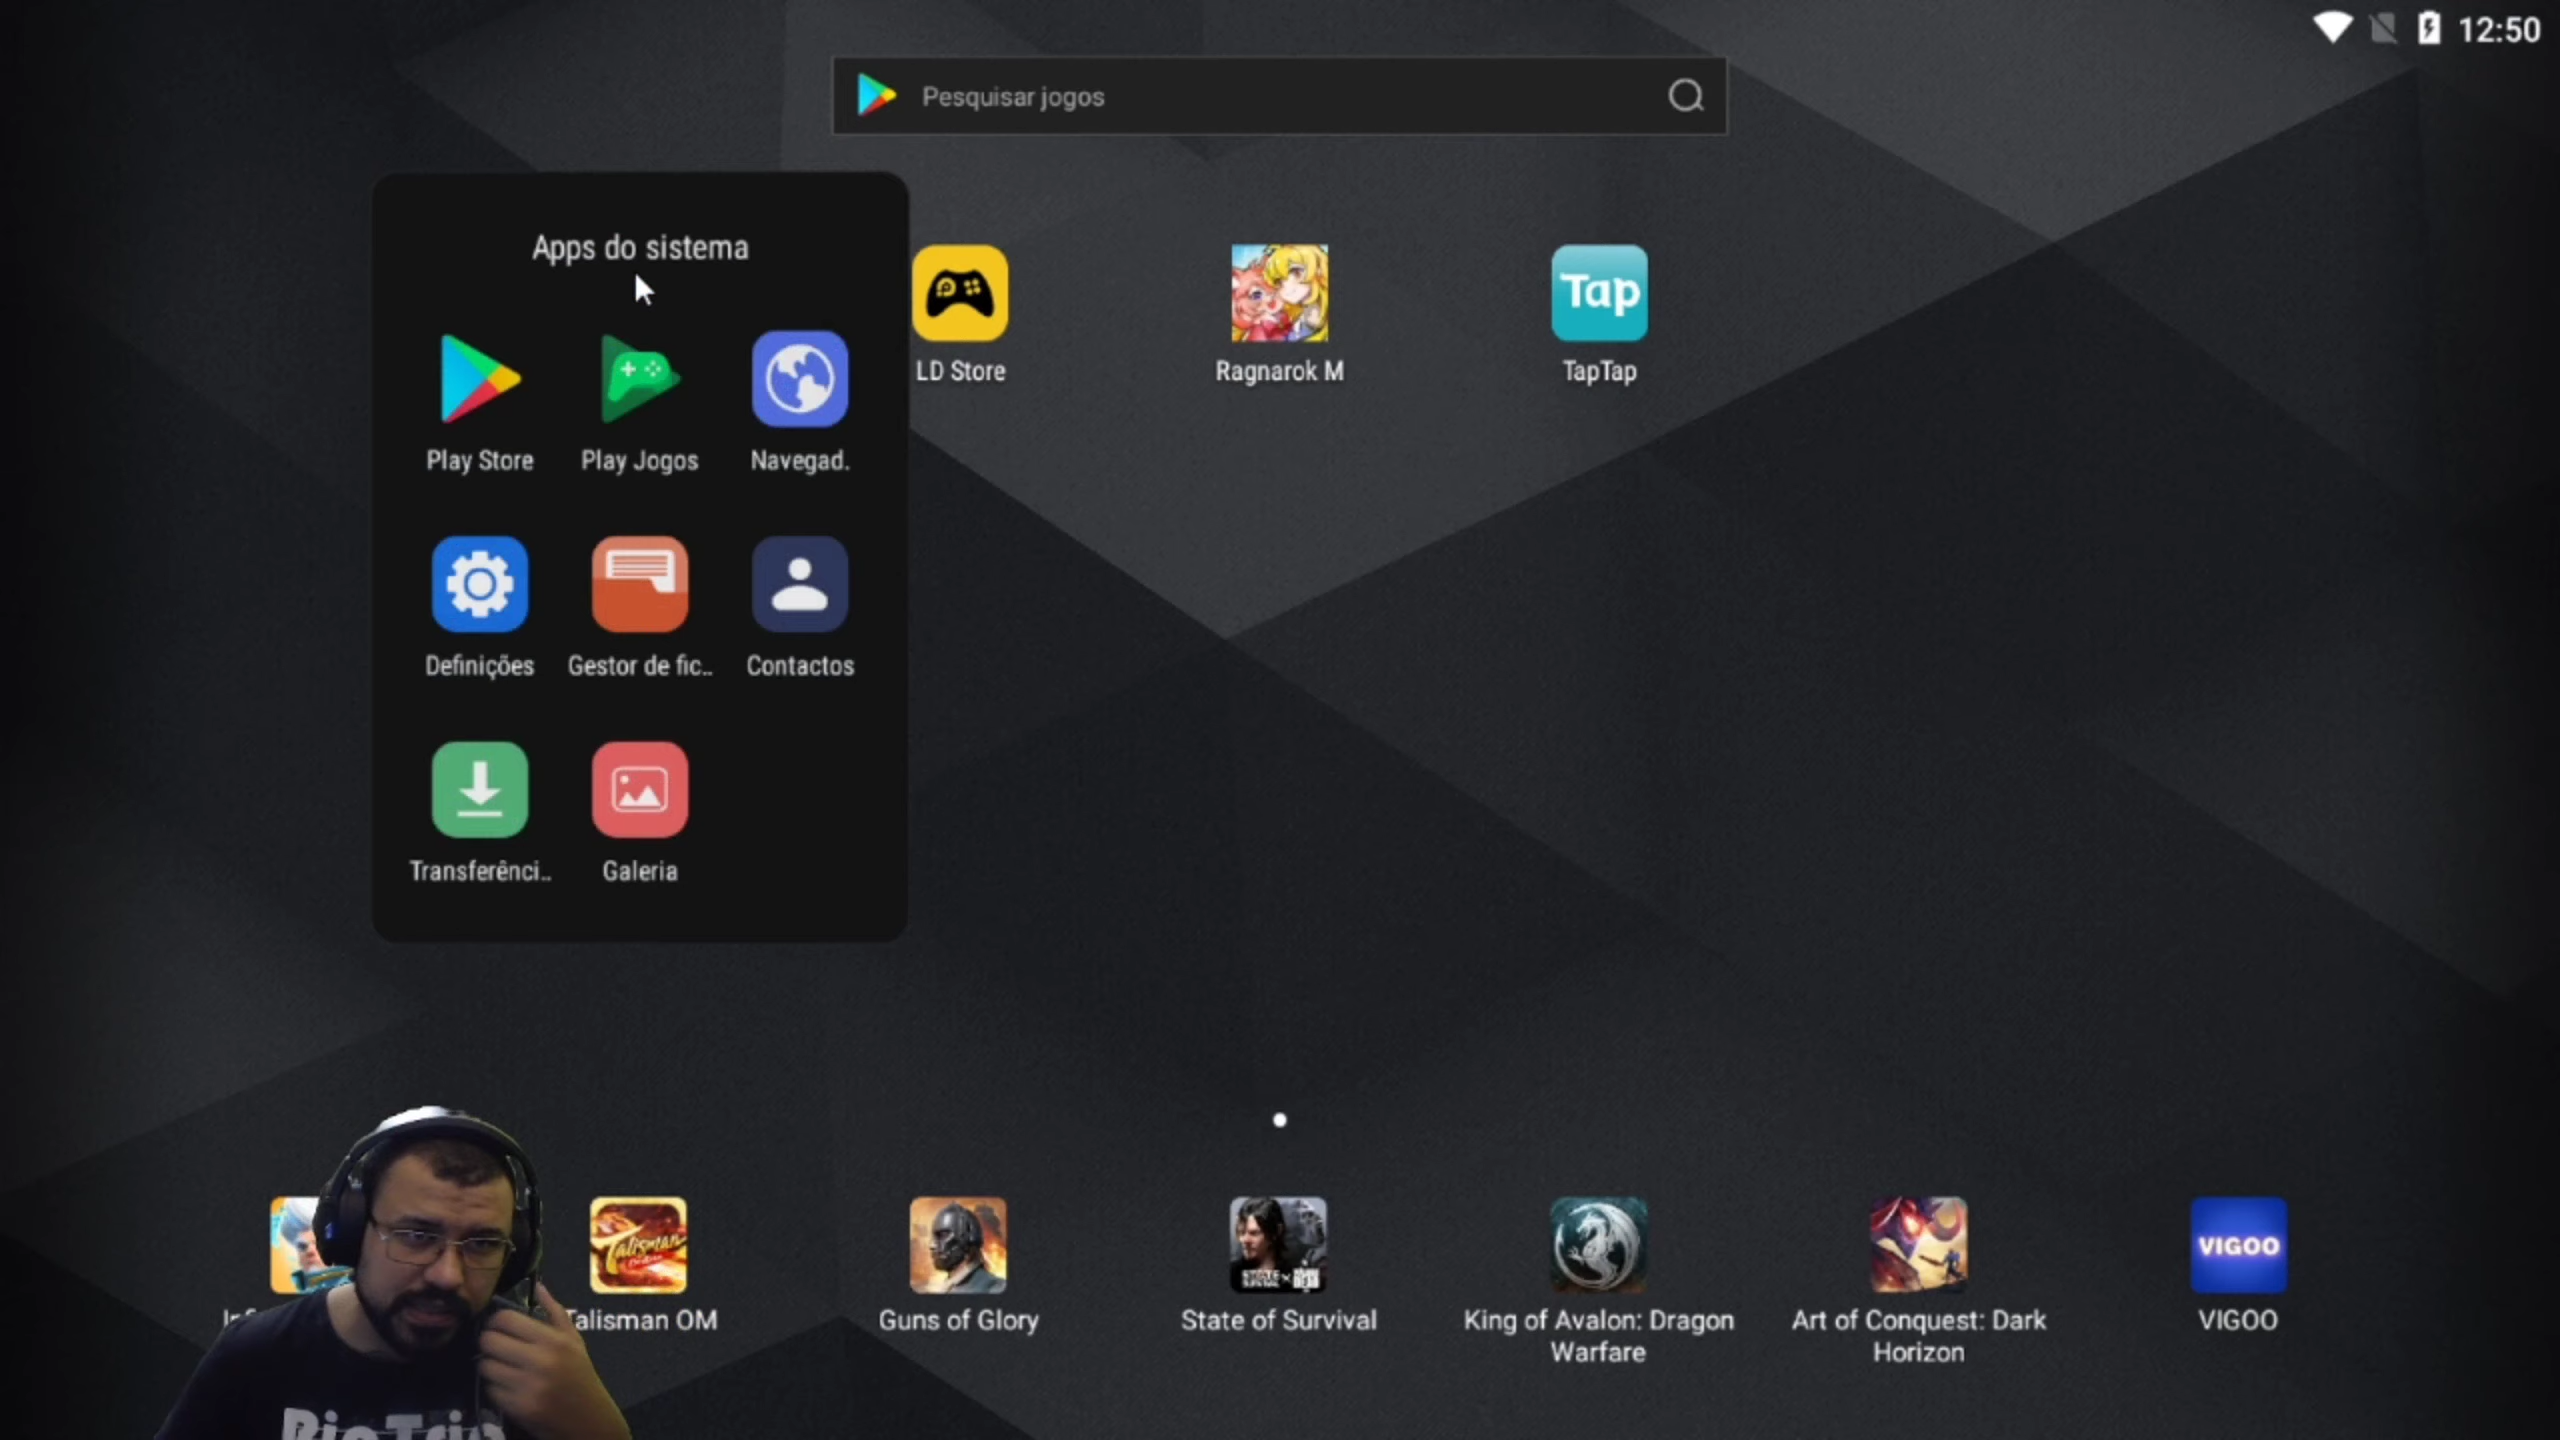 12:50
Pesquisar jogos
Apps do sistema
Play Store
Play Jogos
Navegad.
Definições
Gestor de fic..
Contactos
Transferênci..
Galeria
LD Store
Ragnarok M
Tap
TapTap
Talisman
alisman OM
Guns of Glory
State of Survival
King of Avalon: Dragon
Warfare
Art of Conquest: Dark
Horizon
VIGOO
VIGOO